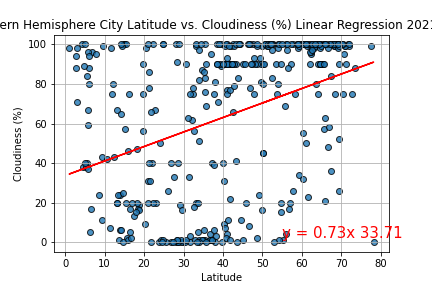 ern Hemisphere City Latitude vs. Cloudiness (%) Linear Regression 2021
Cloudiness (%)
100
80
60
40
20
0
y = 0.73x 33.71
0 10 20 30 40 50 60 70 80
Latitude